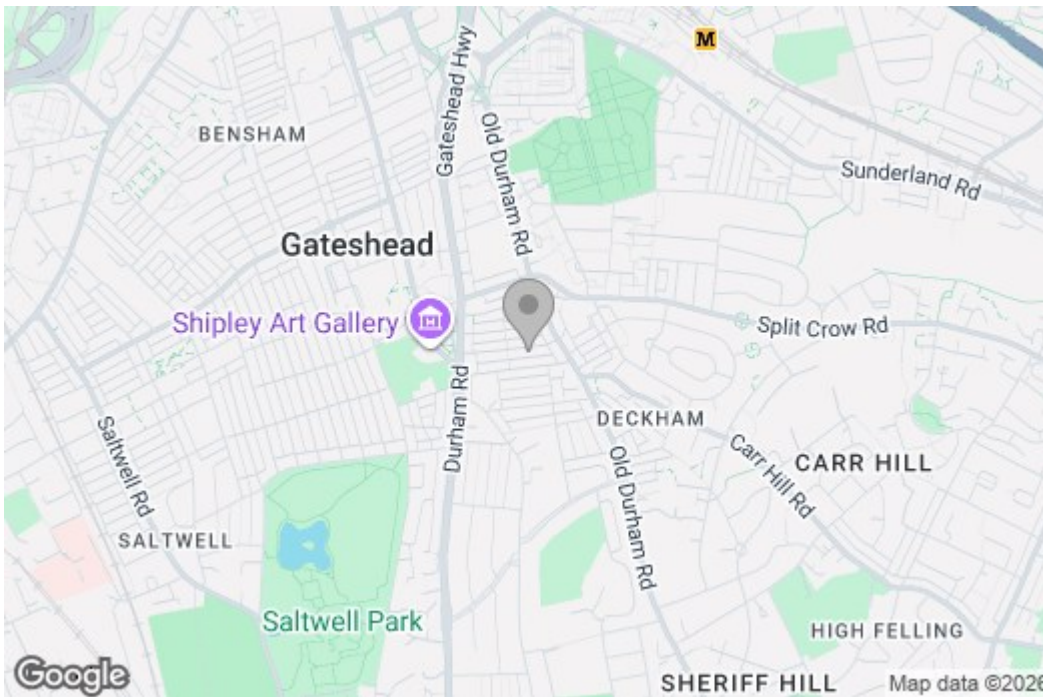 M
Gateshead Hwy
Old Durham Rd
BENSHAM
Sunderland Rd
Gateshead
Shipley Art Gallery
Split Crow Rd
Durham Rd
DECKHAM
Saltwell Rd
Carr Hill Rd
CARR HILL
Old Durham Rd
SALTWELL
Saltwell Park
HIGH FELLING
SHERIFF HILL
Google
Map data ©2026